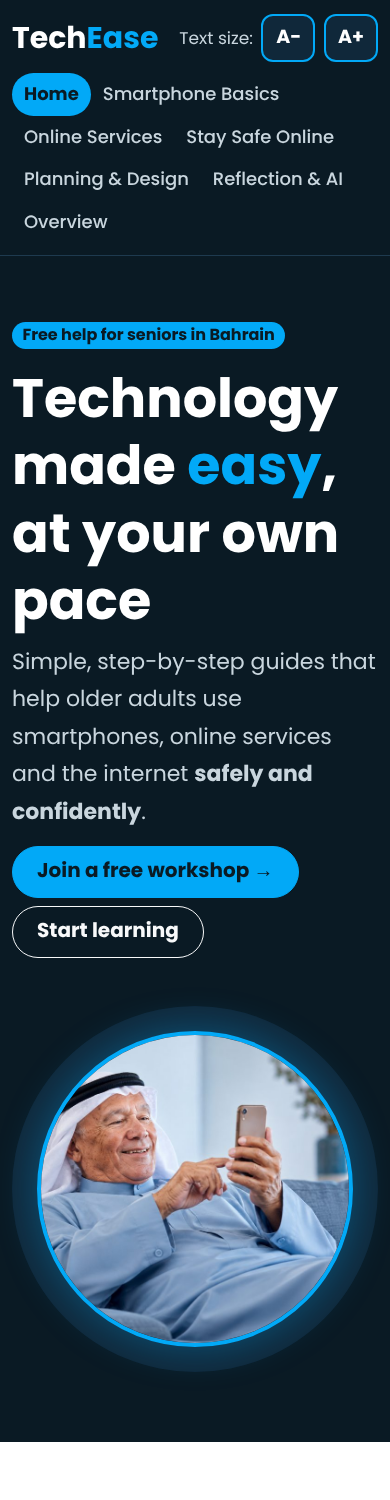 TechEase Text size: A− A+
Home Smartphone Basics
Online Services Stay Safe Online
Planning & Design Reflection & AI
Overview
Free help for seniors in Bahrain
Technology
made easy,
at your own
pace
Simple, step-by-step guides that
help older adults use
smartphones, online services
and the internet safely and
confidently.
Join a free workshop →
Start learning